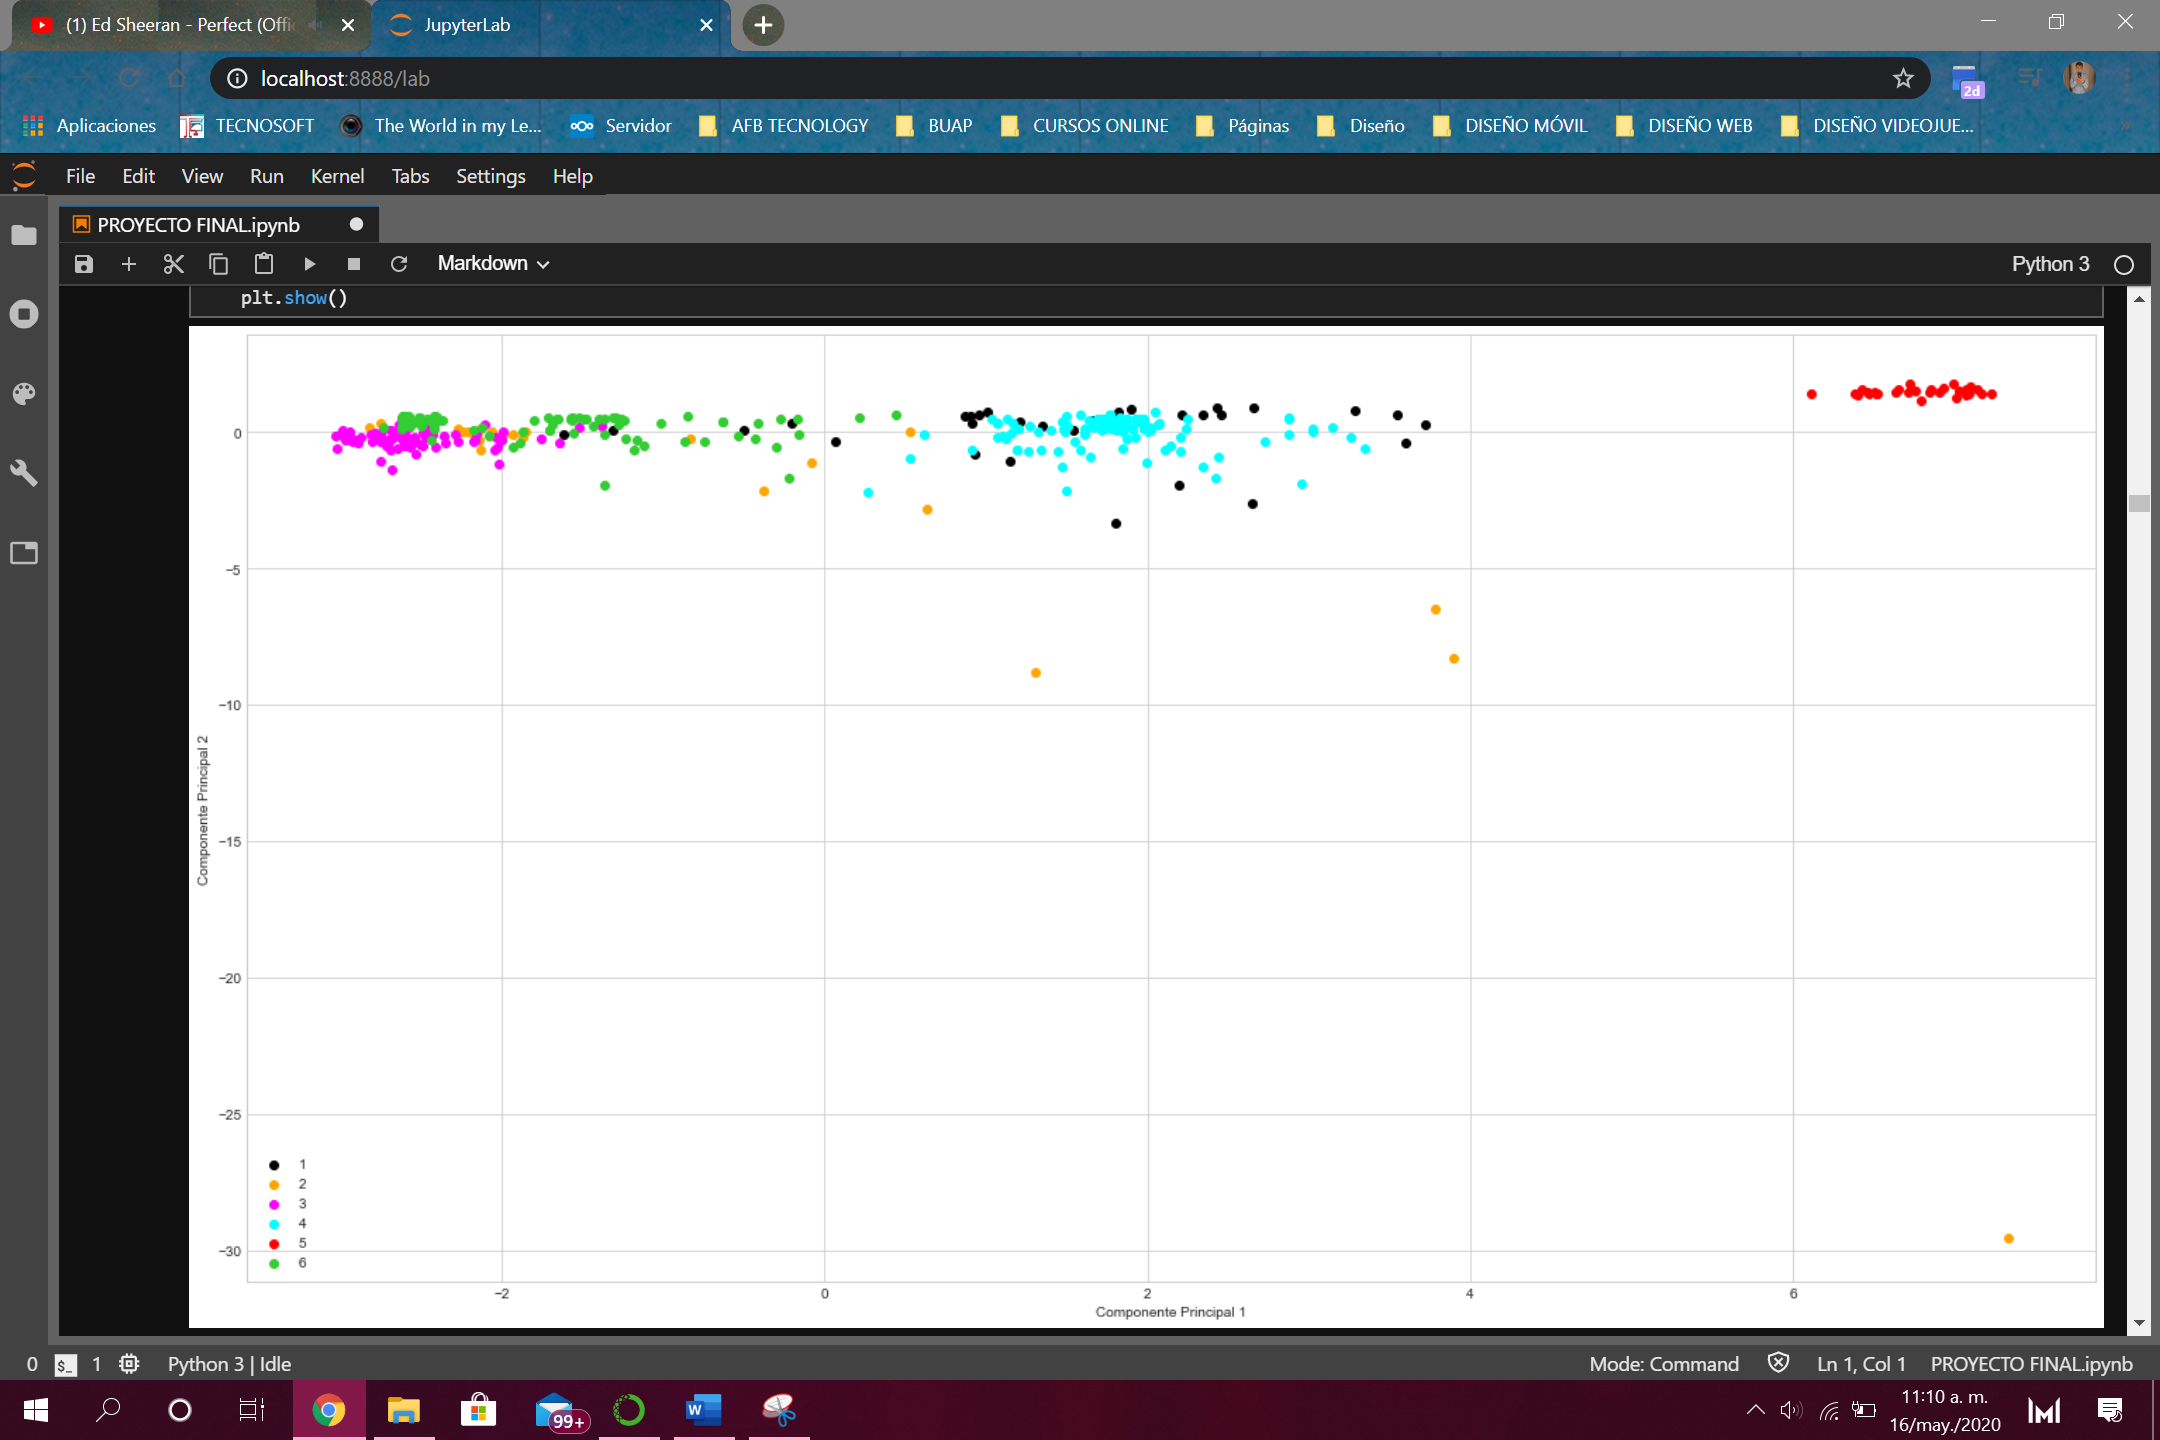 (1) Ed Sheeran - Perfect (Offi
JupyterLab
localhost:8888/lab
2d
Aplicaciones
TECNOSOFT
The World in my Le...
Servidor
AFB TECNOLOGY
BUAP
CURSOS ONLINE
Páginas
Diseño
DISEÑO MÓVIL
DISEÑO WEB
DISEÑO VIDEOJUE...
File Edit View Run Kernel Tabs Settings Help
PROYECTO FINAL.ipynb
Markdown
Python 3
plt.show()
0
−5
−10
−15
−20
−25
−30
Componente Principal 2
1
2
3
4
5
6
−2 0 2 4 6
Componente Principal 1
0 $_ 1 Python 3 | Idle
Mode: Command Ln 1, Col 1 PROYECTO FINAL.ipynb
99+
W
11:10 a. m.
16/may./2020